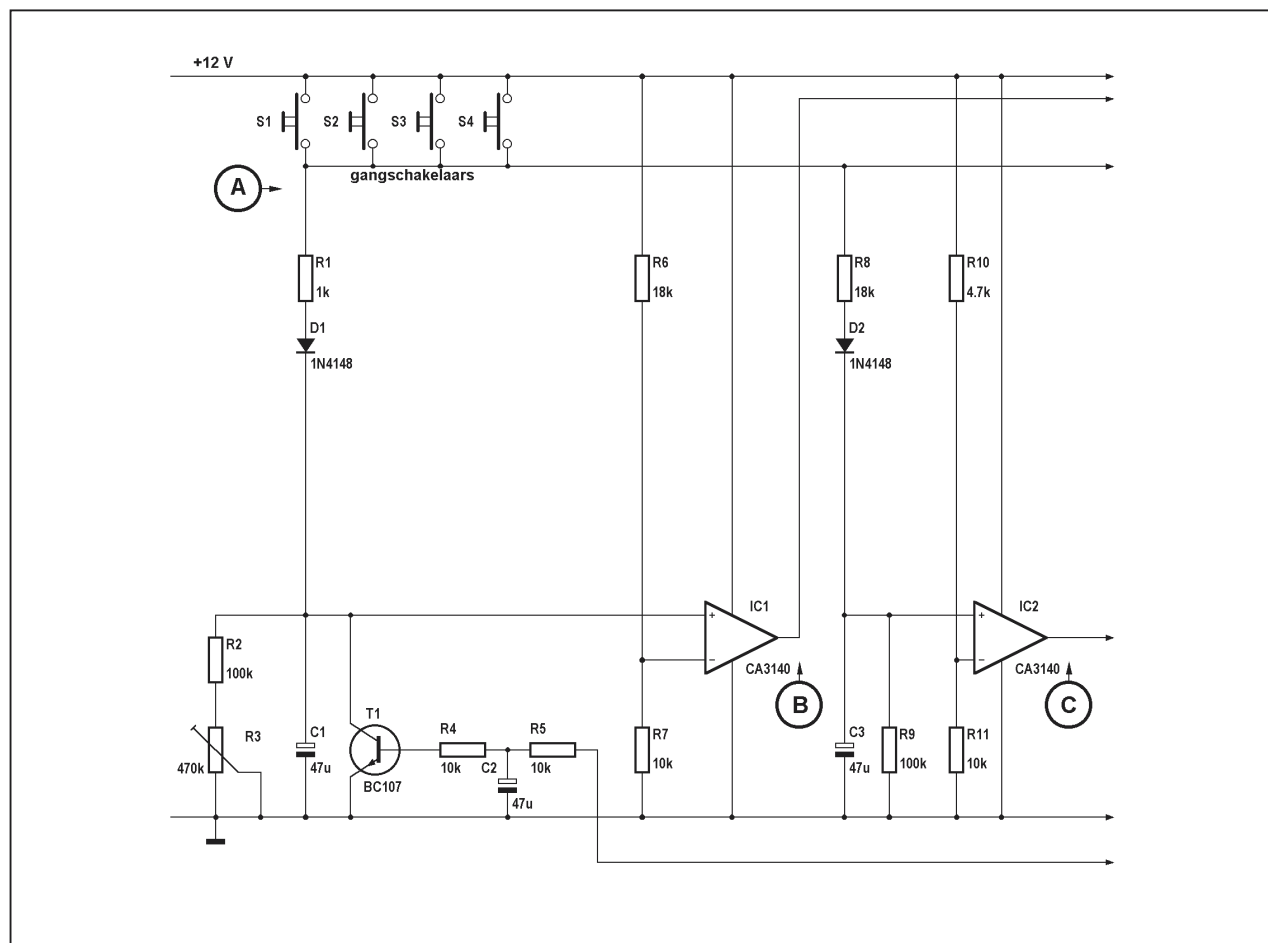 +12 V
S1
S2
S3
S4
A
gangschakelaars
R1
1k
R6
18k
R8
18k
R10
4.7k
D1
1N4148
D2
1N4148
IC1
IC2
+
+
R2
100k
−
−
CA3140
CA3140
B
C
T1
R3
470k
C1
47u
R4
10k
C2
R5
10k
R7
10k
C3
47u
R9
100k
R11
10k
BC107
47u